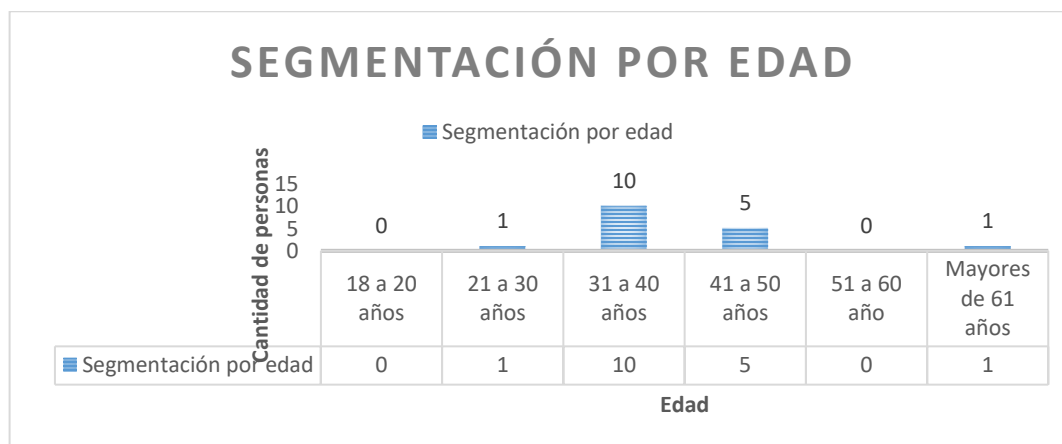 SEGMENTACIÓN POR EDAD
Segmentación por edad
Cantidad de personas
15
10
5
0
0
1
10
5
0
1
18 a 20 años
21 a 30 años
31 a 40 años
41 a 50 años
51 a 60 año
Mayores de 61 años
Segmentación por edad 0 1 10 5 0 1
Edad